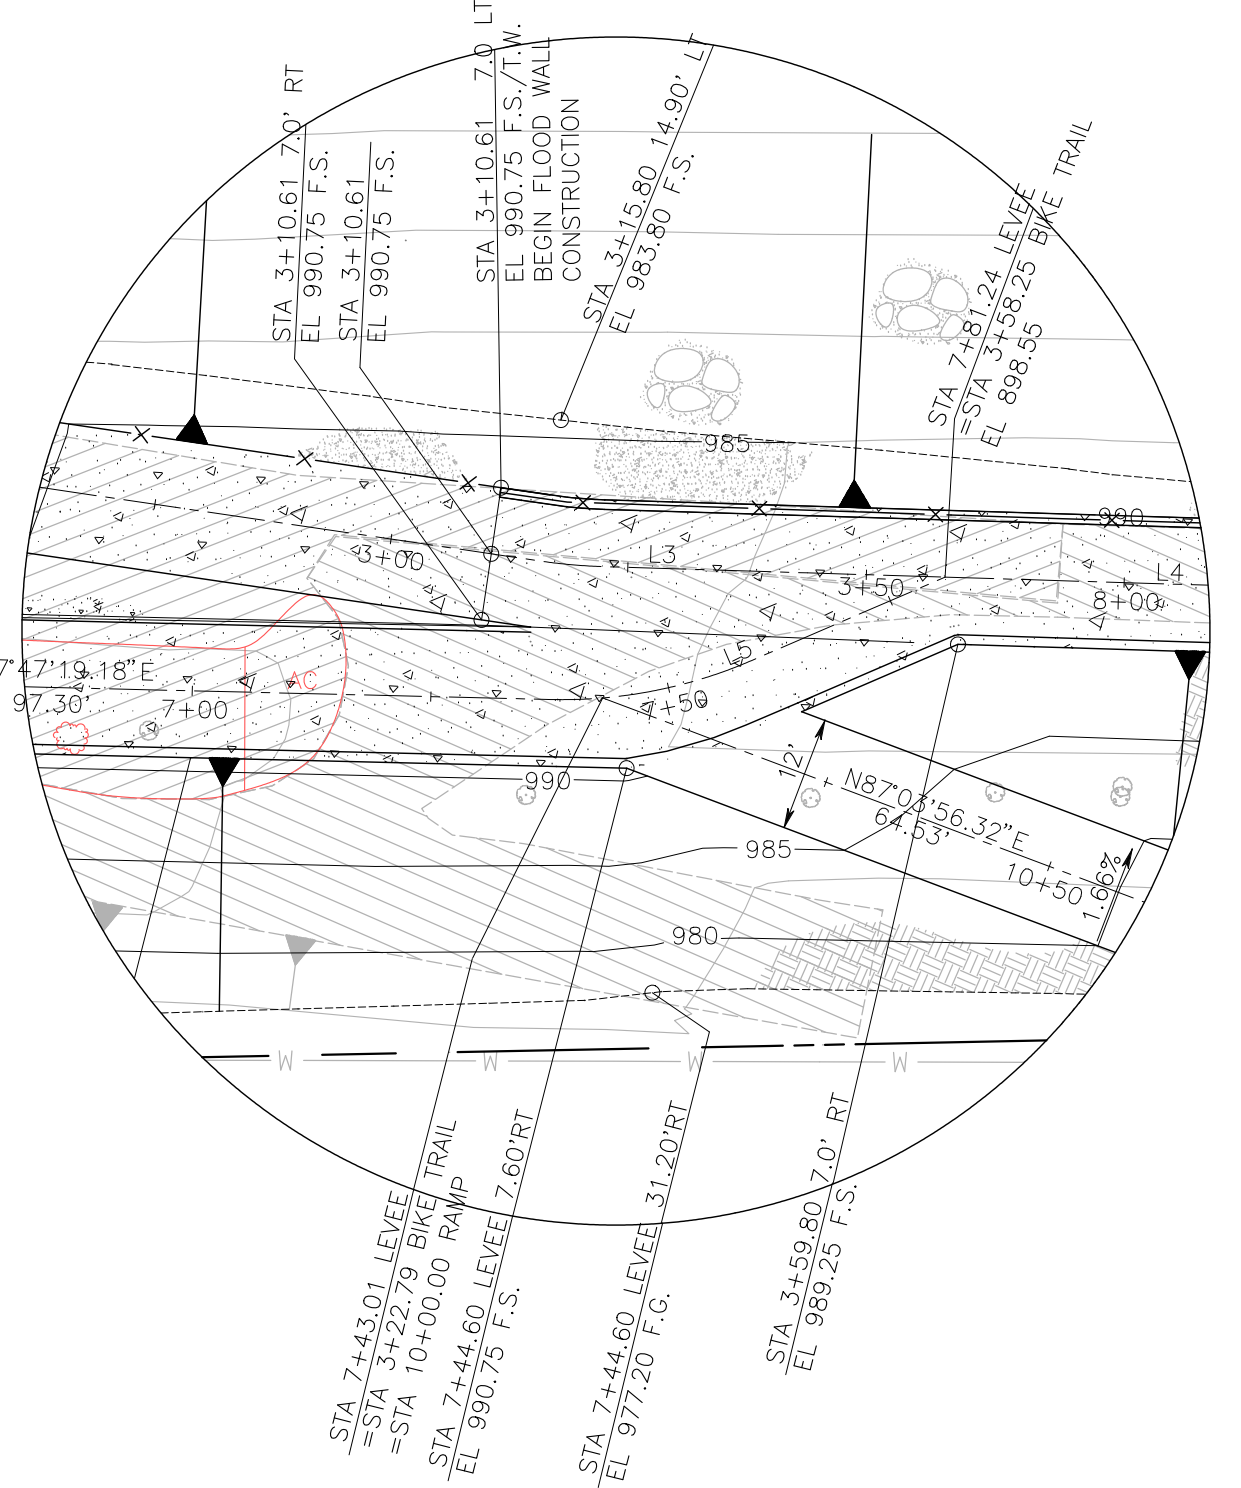 STA 3+10.61 7.0' RT
EL 990.75 F.S.
STA 3+10.61
EL 990.75 F.S.
STA 3+10.61 7.0 LT
EL 990.75 F.S./T.W.
BEGIN FLOOD WALL
CONSTRUCTION
STA 3+15.80 14.90' LT
EL 983.80 F.S.
STA 7+81.24 LEVEE
=STA 3+58.25 BIKE TRAIL
EL 898.55
985
990
3+00
L3
3+50
L4
8+00
L5
7°47'19.18"E
97.30'
AC
7+00
7+50
990
12'
N87°03'56.32"E
64.53'
985
10+50
1.66%
980
W
W
W
W
STA 7+43.01 LEVEE
=STA 3+22.79 BIKE TRAIL
=STA 10+00.00 RAMP
STA 7+44.60 LEVEE 7.60'RT
EL 990.75 F.S.
STA 7+44.60 LEVEE 31.20'RT
EL 977.20 F.G.
STA 3+59.80 7.0' RT
EL 989.25 F.S.